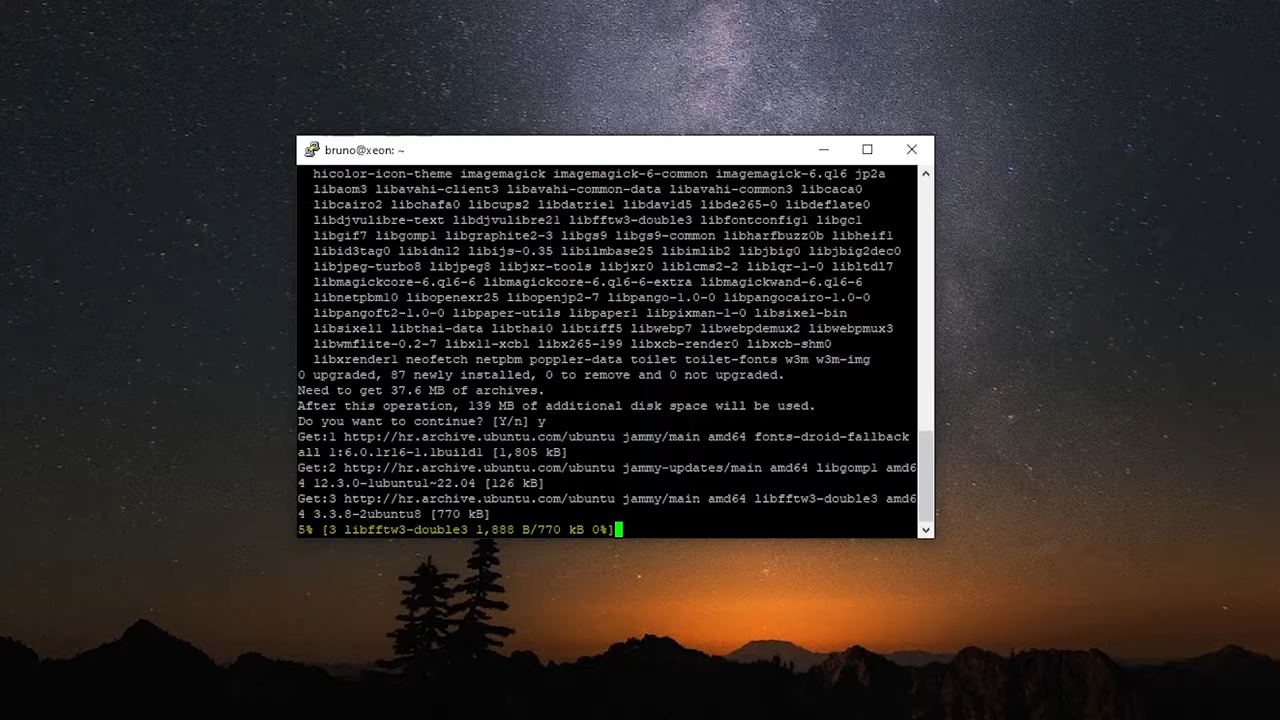 bruno@xeon: ~
hicolor-icon-theme imagemagick imagemagick-6-common imagemagick-6.q16 jp2a
libaom3 libavahi-client3 libavahi-common-data libavahi-common3 libcaca0
libcairo2 libchafa0 libcups2 libdatrie1 libdav1d5 libde265-0 libdeflate0
libdjvulibre-text libdjvulibre21 libfftw3-double3 libfontconfig1 libgc1
libgif7 libgomp1 libgraphite2-3 libgs9 libgs9-common libharfbuzz0b libheif1
libid3tag0 libidn12 libijs-0.35 libilmbase25 libimlib2 libjbig0 libjbig2dec0
libjpeg-turbo8 libjpeg8 libjxr-tools libjxr0 liblcms2-2 liblqr-1-0 libltdl7
libmagickcore-6.q16-6 libmagickcore-6.q16-6-extra libmagickwand-6.q16-6
libnetpbm10 libopenexr25 libopenjp2-7 libpango-1.0-0 libpangocairo-1.0-0
libpangoft2-1.0-0 libpaper-utils libpaper1 libpixman-1-0 libsixel-bin
libsixel1 libthai-data libthai0 libtiff5 libwebp7 libwebpdemux2 libwebpmux3
libwmflite-0.2-7 libx11-xcb1 libx265-199 libxcb-render0 libxcb-shm0
libxrender1 neofetch netpbm poppler-data toilet toilet-fonts w3m w3m-img
0 upgraded, 87 newly installed, 0 to remove and 0 not upgraded.
Need to get 37.6 MB of archives.
After this operation, 139 MB of additional disk space will be used.
Do you want to continue? [Y/n] y
Get:1 http://hr.archive.ubuntu.com/ubuntu jammy/main amd64 fonts-droid-fallback
all 1:6.0.1r16-1.1build1 [1,805 kB]
Get:2 http://hr.archive.ubuntu.com/ubuntu jammy-updates/main amd64 libgomp1 amd6
4 12.3.0-1ubuntu1~22.04 [126 kB]
Get:3 http://hr.archive.ubuntu.com/ubuntu jammy/main amd64 libfftw3-double3 amd6
4 3.3.8-2ubuntu8 [770 kB]
5% [3 libfftw3-double3 1,888 B/770 kB 0%]